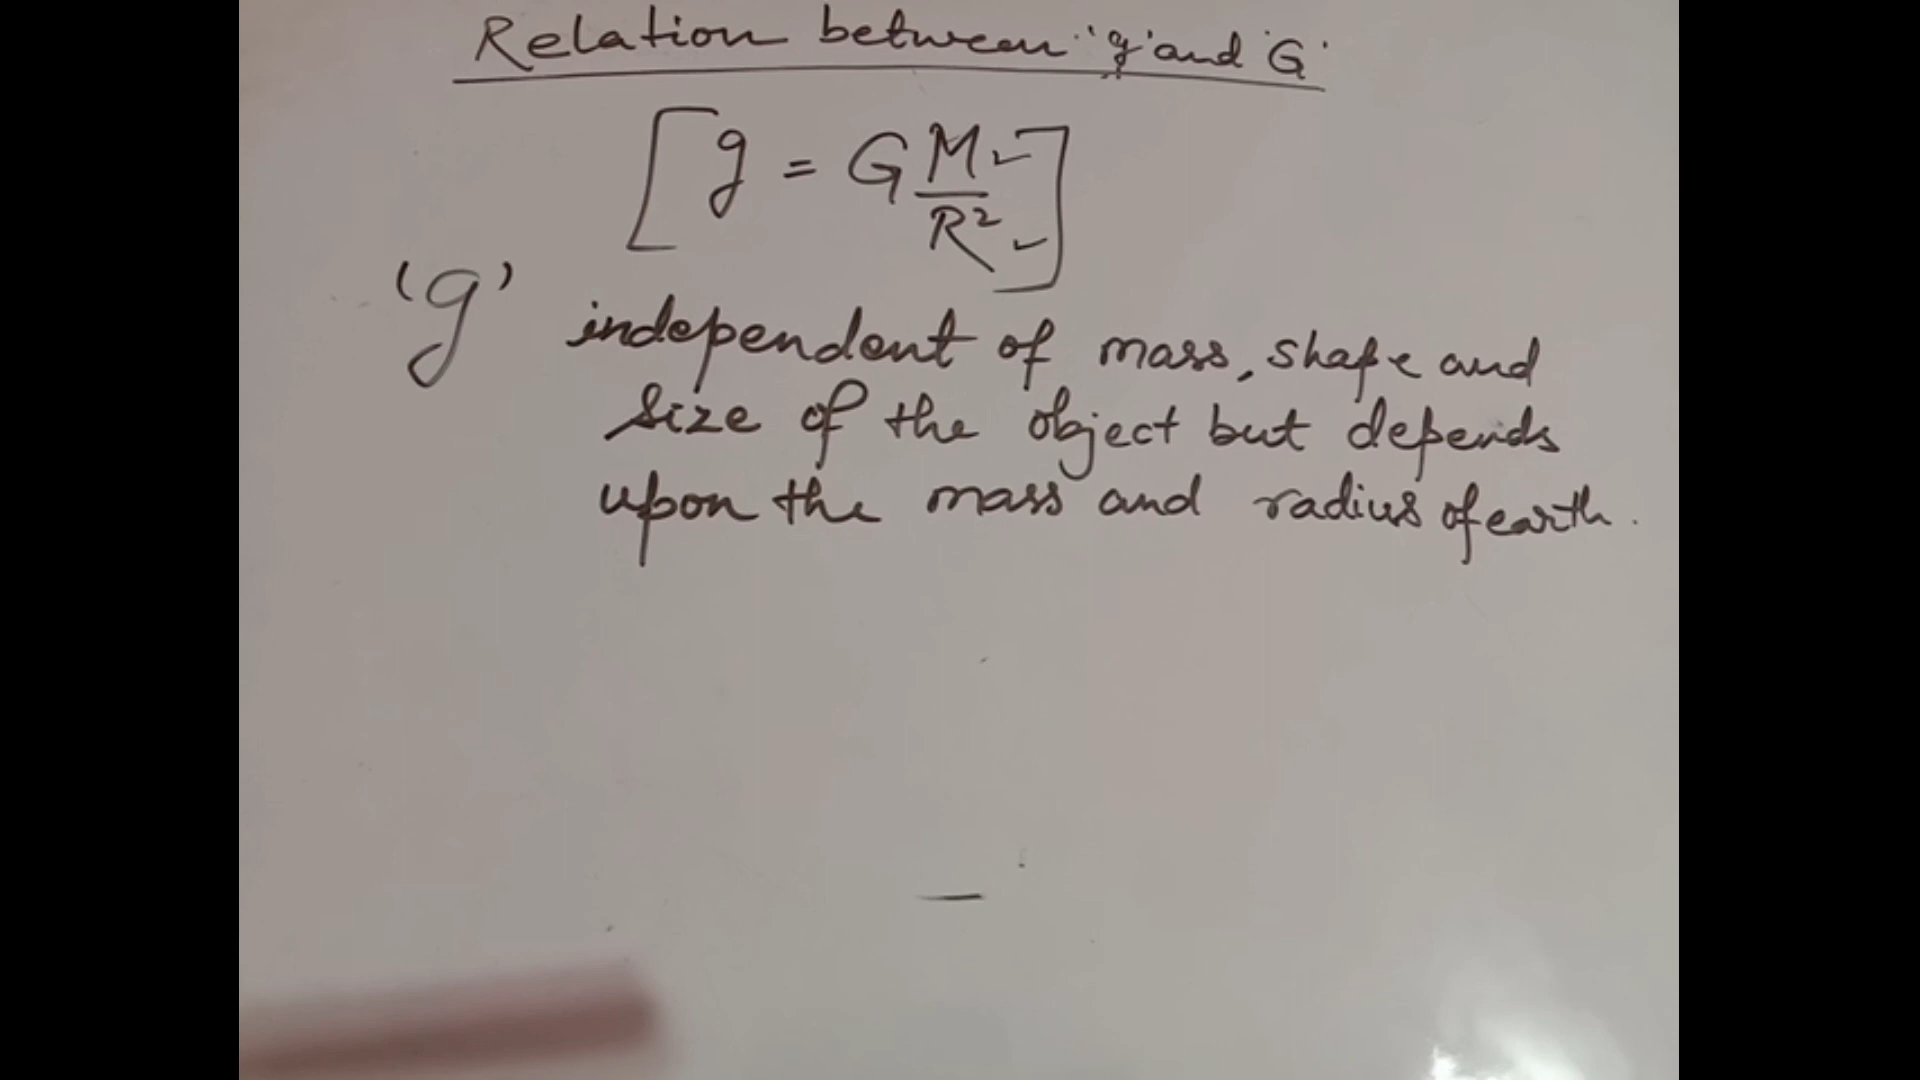 Relation between 'g' and 'G'
[g = G M/R²]
'g' independent of mass, shape and
size of the object but depends
upon the mass and radius of earth.